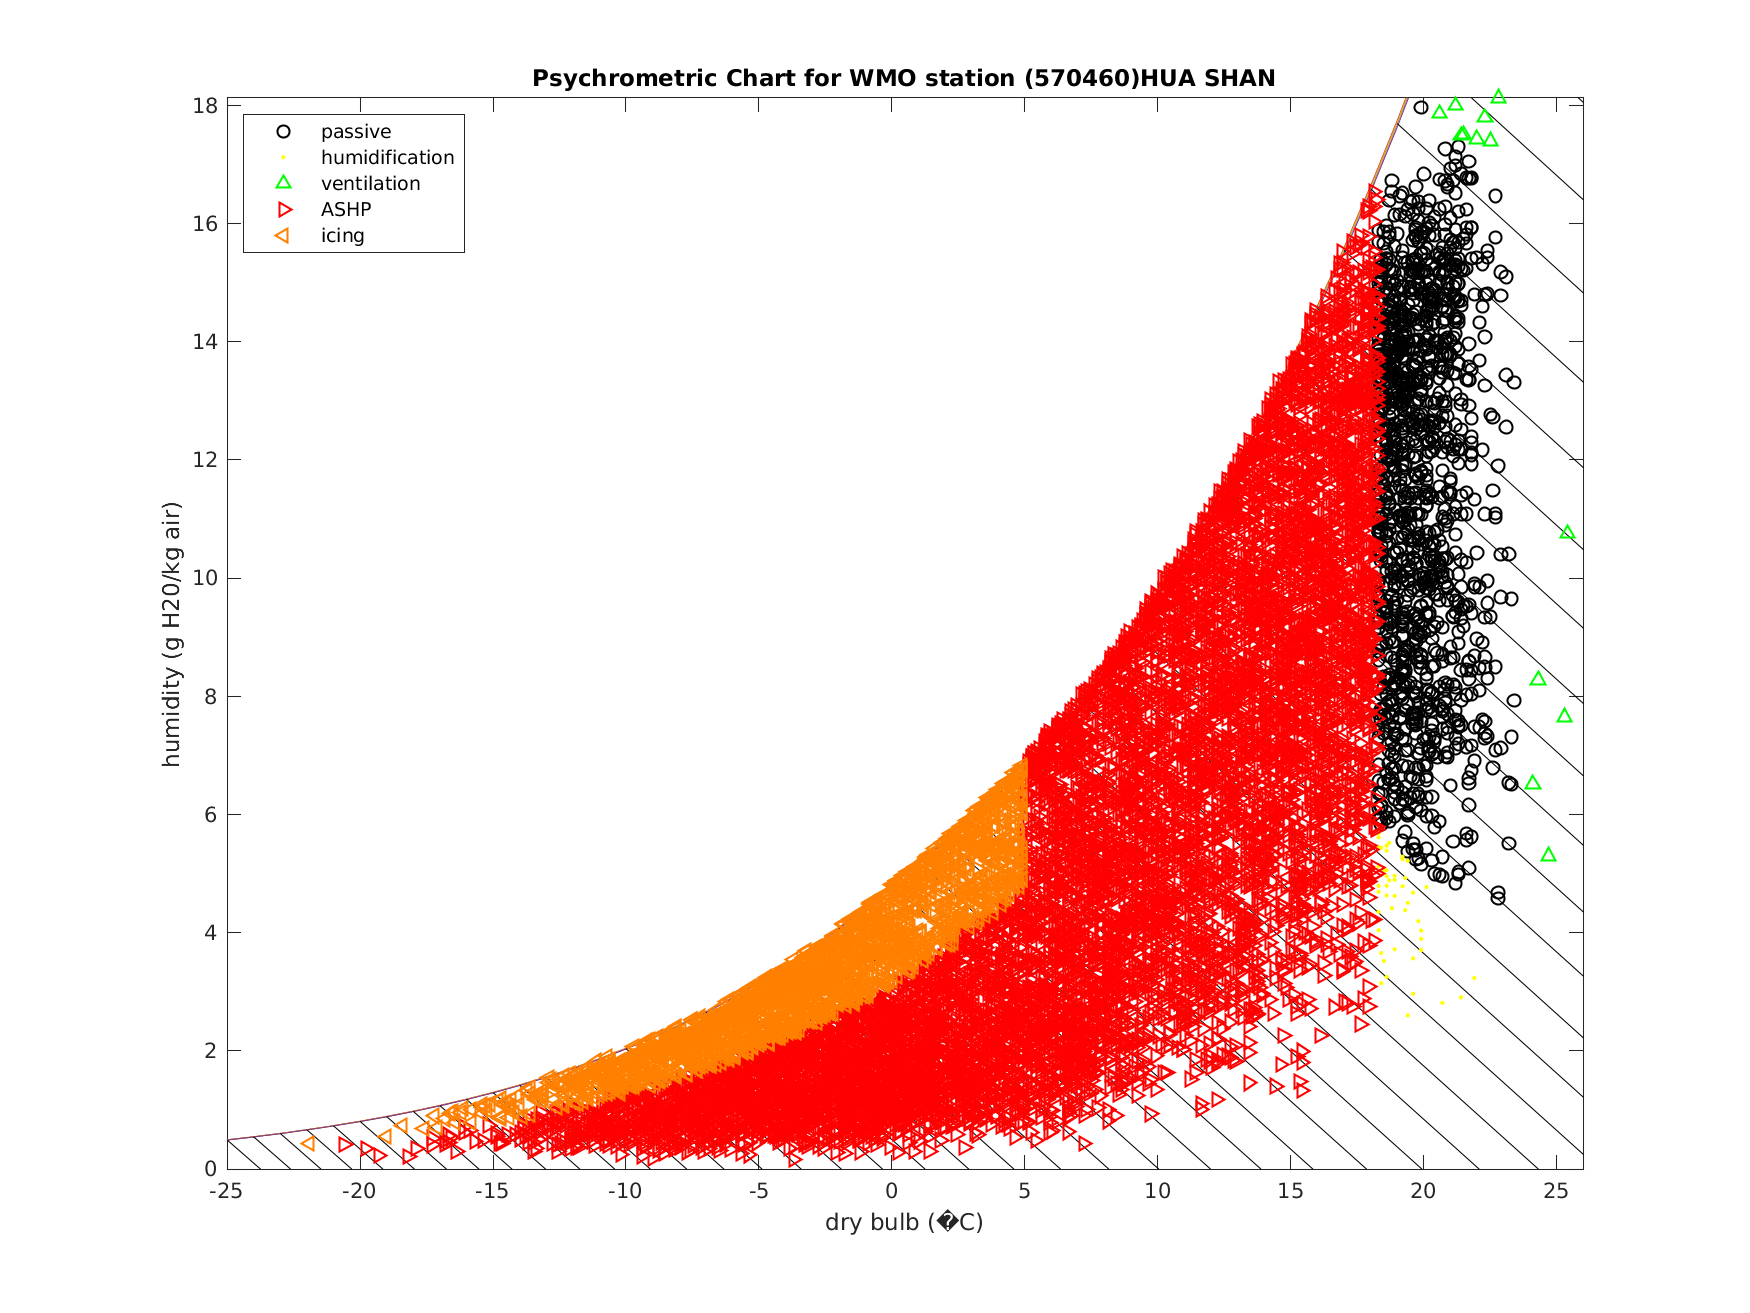 Psychrometric Chart for WMO station (570460)HUA SHAN
passive
humidification
ventilation
ASHP
icing
humidity (g H20/kg air)
18
16
14
12
10
8
6
4
2
0
-25 -20 -15 -10 -5 0 5 10 15 20 25
dry bulb (�C)